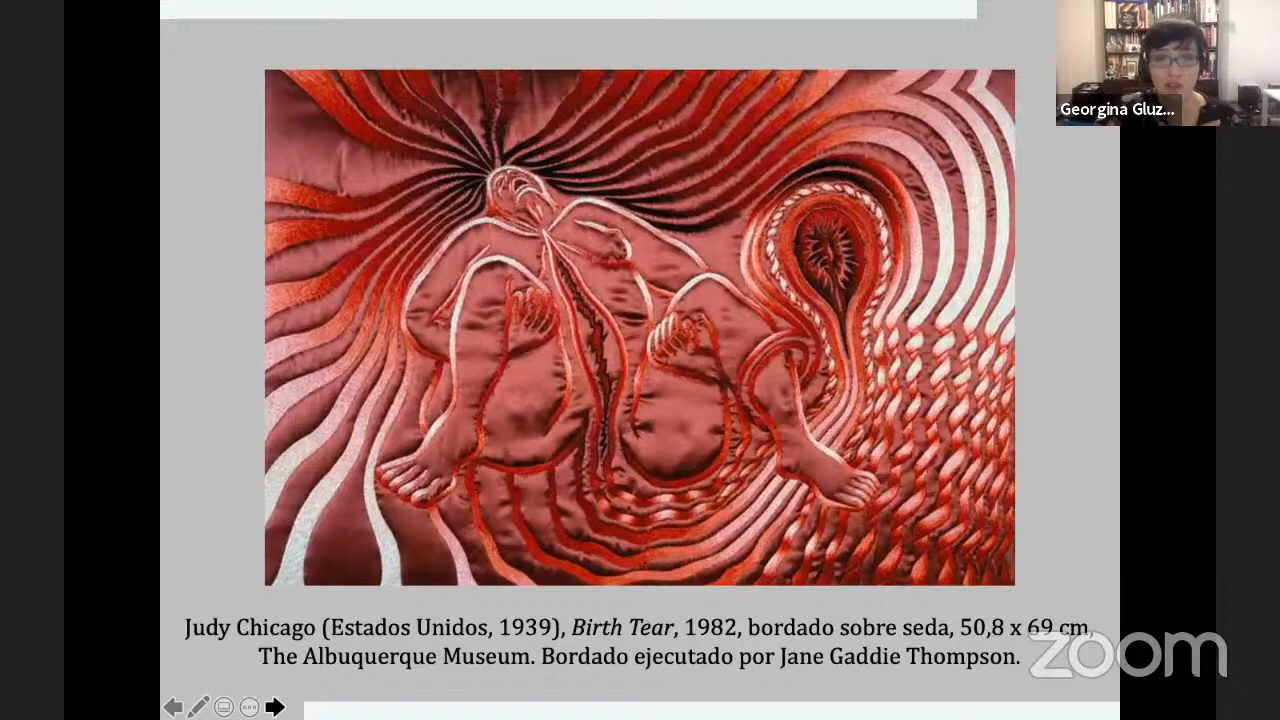 Georgina Gluz...
Judy Chicago (Estados Unidos, 1939), Birth Tear, 1982, bordado sobre seda, 50,8 x 69 cm,
The Albuquerque Museum. Bordado ejecutado por Jane Gaddie Thompson.
zoom